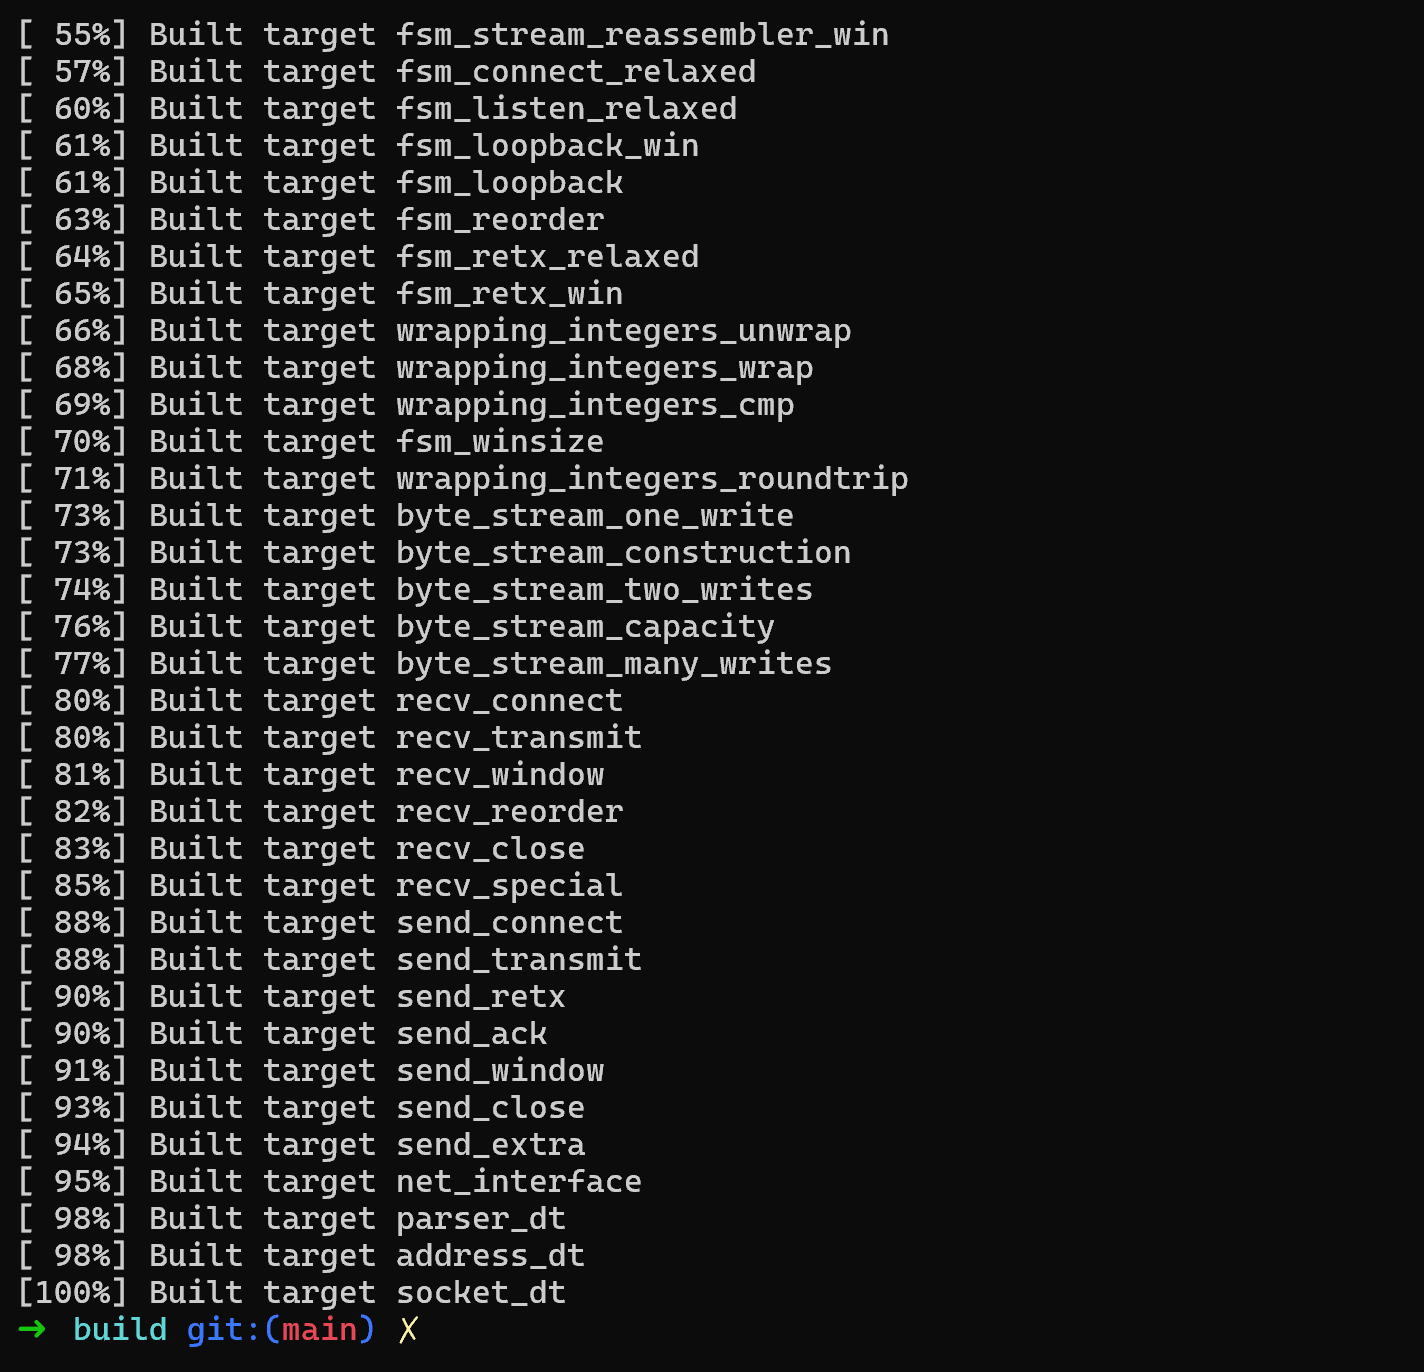 [ 55%] Built target fsm_stream_reassembler_win
[ 57%] Built target fsm_connect_relaxed
[ 60%] Built target fsm_listen_relaxed
[ 61%] Built target fsm_loopback_win
[ 61%] Built target fsm_loopback
[ 63%] Built target fsm_reorder
[ 64%] Built target fsm_retx_relaxed
[ 65%] Built target fsm_retx_win
[ 66%] Built target wrapping_integers_unwrap
[ 68%] Built target wrapping_integers_wrap
[ 69%] Built target wrapping_integers_cmp
[ 70%] Built target fsm_winsize
[ 71%] Built target wrapping_integers_roundtrip
[ 73%] Built target byte_stream_one_write
[ 73%] Built target byte_stream_construction
[ 74%] Built target byte_stream_two_writes
[ 76%] Built target byte_stream_capacity
[ 77%] Built target byte_stream_many_writes
[ 80%] Built target recv_connect
[ 80%] Built target recv_transmit
[ 81%] Built target recv_window
[ 82%] Built target recv_reorder
[ 83%] Built target recv_close
[ 85%] Built target recv_special
[ 88%] Built target send_connect
[ 88%] Built target send_transmit
[ 90%] Built target send_retx
[ 90%] Built target send_ack
[ 91%] Built target send_window
[ 93%] Built target send_close
[ 94%] Built target send_extra
[ 95%] Built target net_interface
[ 98%] Built target parser_dt
[ 98%] Built target address_dt
[100%] Built target socket_dt
➜ build git:(main) ✗